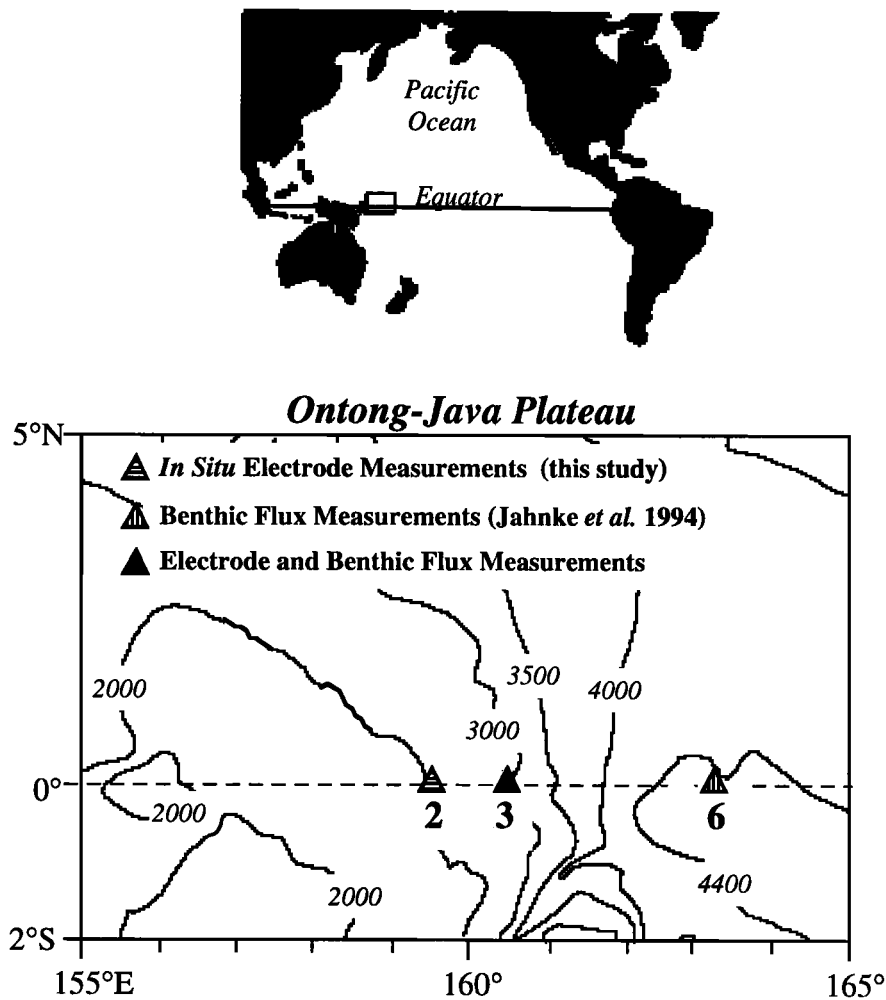 Pacific
Ocean
Equator
Ontong-Java Plateau
5°N
In Situ Electrode Measurements (this study)
Benthic Flux Measurements (Jahnke et al. 1994)
Electrode and Benthic Flux Measurements
2000
3500
4000
3000
0°
2000
2
3
6
2000
4400
2°S
155°E
160°
165°